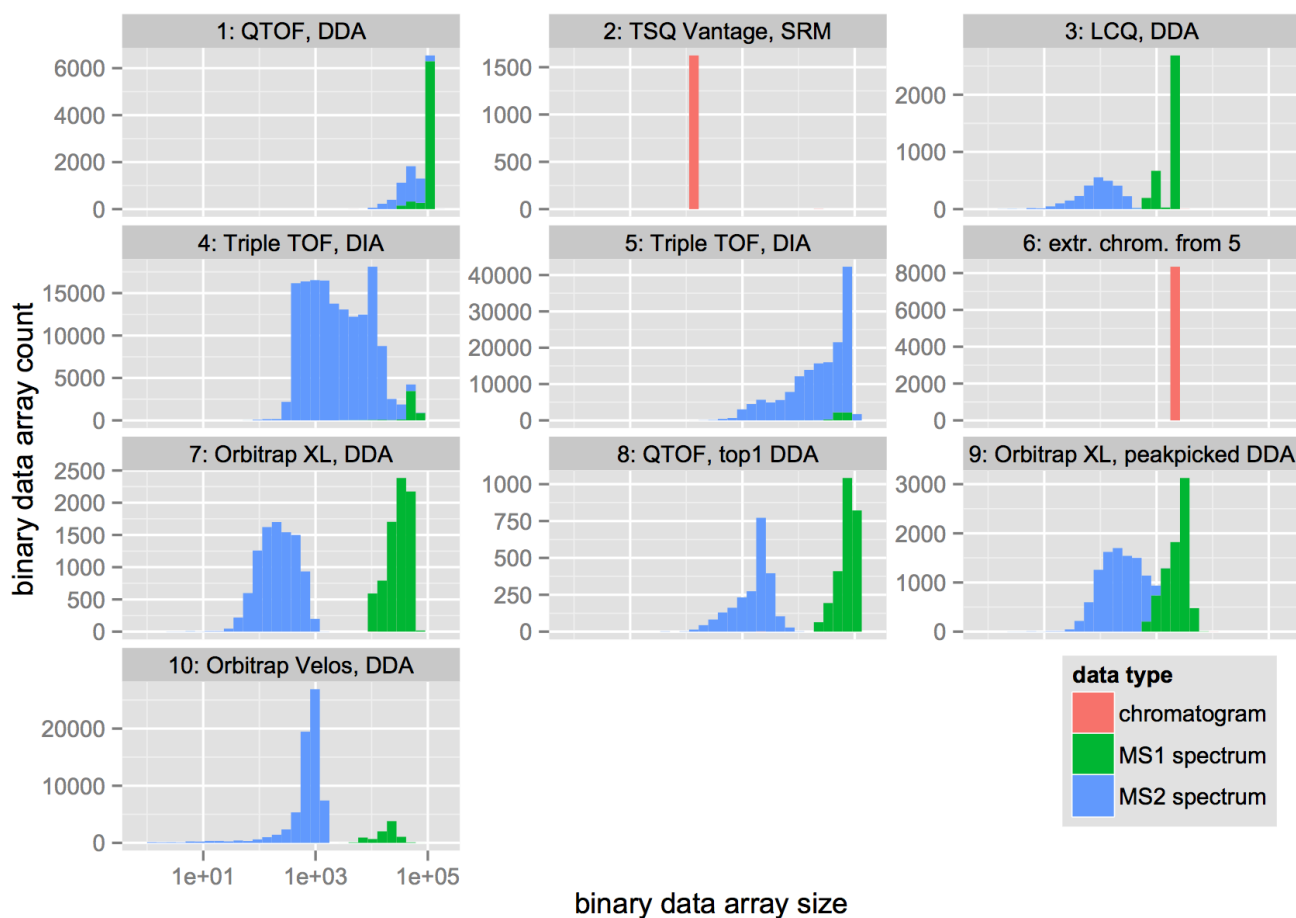 1: QTOF, DDA
2: TSQ Vantage, SRM
3: LCQ, DDA
6000
4000
2000
0
1500
1000
500
0
2000
1000
0
4: Triple TOF, DIA
5: Triple TOF, DIA
6: extr. chrom. from 5
15000
10000
5000
0
40000
30000
20000
10000
0
8000
6000
4000
2000
0
7: Orbitrap XL, DDA
8: QTOF, top1 DDA
9: Orbitrap XL, peakpicked DDA
2500
2000
1500
1000
500
0
1000
750
500
250
0
3000
2000
1000
0
10: Orbitrap Velos, DDA
20000
10000
0
1e+01
1e+03
1e+05
binary data array count
binary data array size
data type
chromatogram
MS1 spectrum
MS2 spectrum